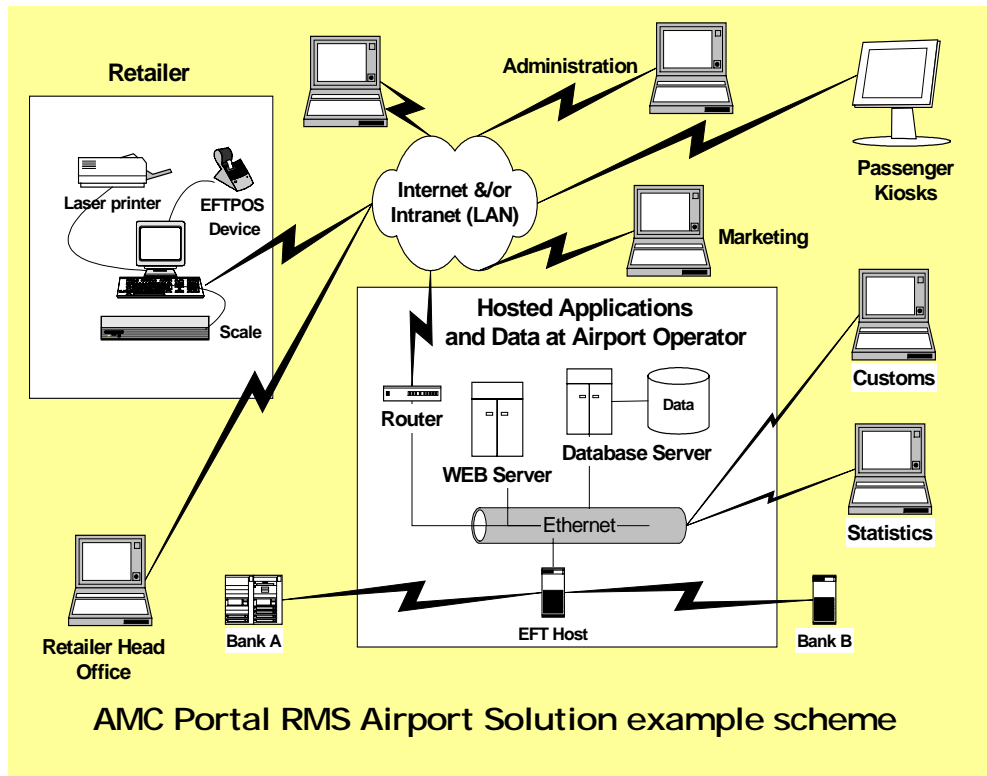 Retailer
Administration
Laser printer
EFTPOS
Device
Scale
Internet &/or
Intranet (LAN)
Passenger
Kiosks
Marketing
Hosted Applications
and Data at Airport Operator
Router
WEB Server
Database Server
Data
Ethernet
EFT Host
Customs
Statistics
Retailer Head
Office
Bank A
Bank B
AMC Portal RMS Airport Solution example scheme